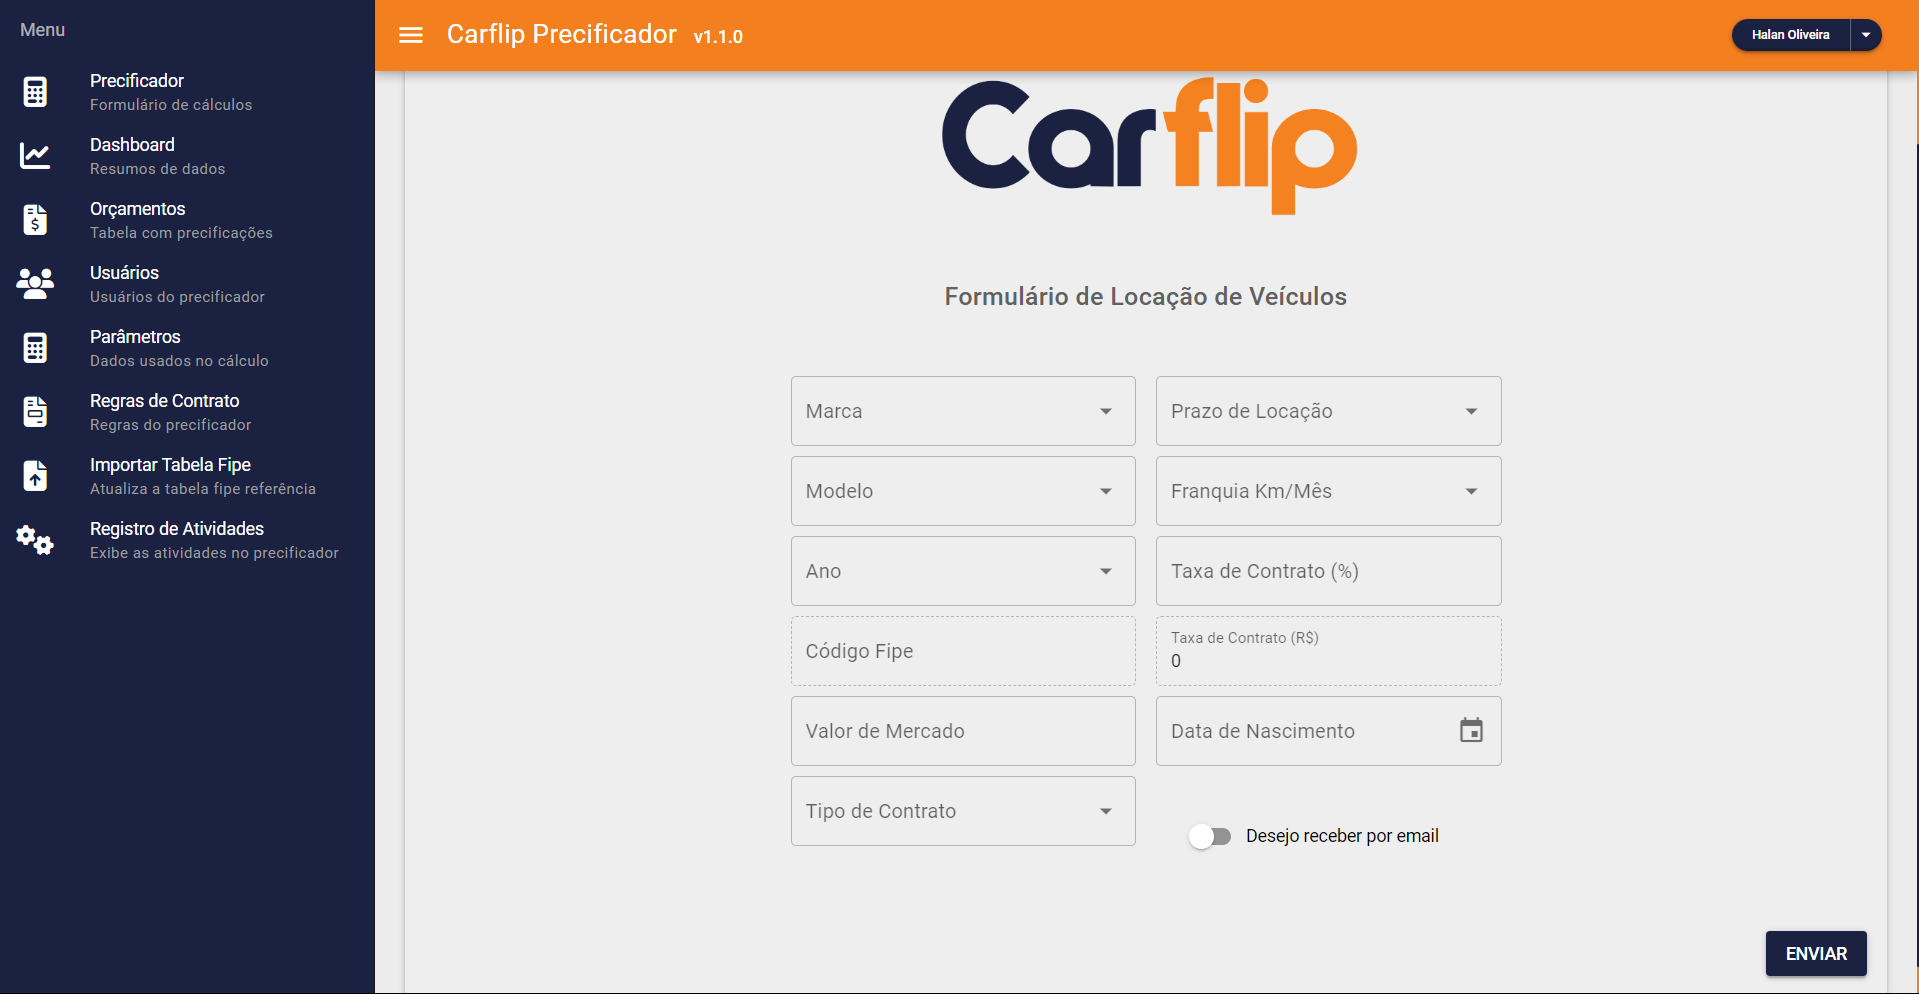 Menu
Precificador
Formulário de cálculos
Dashboard
Resumos de dados
Orçamentos
Tabela com precificações
Usuários
Usuários do precificador
Parâmetros
Dados usados no cálculo
Regras de Contrato
Regras do precificador
Importar Tabela Fipe
Atualiza a tabela fipe referência
Registro de Atividades
Exibe as atividades no precificador
Carflip Precificador v1.1.0
Halan Oliveira
Carflip
Formulário de Locação de Veículos
Marca
Prazo de Locação
Modelo
Franquia Km/Mês
Ano
Taxa de Contrato (%)
Código Fipe
Taxa de Contrato (R$)
0
Valor de Mercado
Data de Nascimento
Tipo de Contrato
Desejo receber por email
ENVIAR